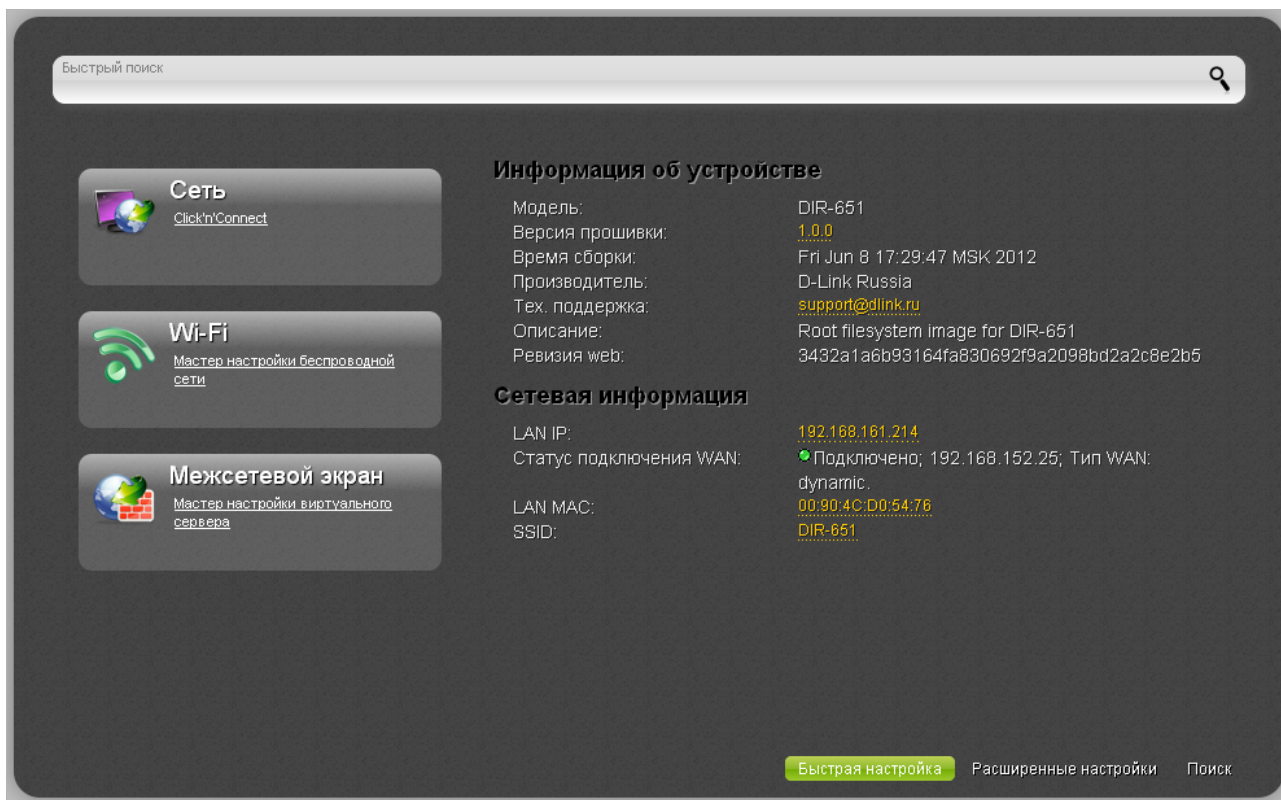 Быстрый поиск
Сеть
Click'n'Connect
Wi-Fi
Мастер настройки беспроводной
сети
Межсетевой экран
Мастер настройки виртуального
сервера
Информация об устройстве
Модель: DIR-651
Версия прошивки: 1.0.0
Время сборки: Fri Jun 8 17:29:47 MSK 2012
Производитель: D-Link Russia
Тех. поддержка: support@dlink.ru
Описание: Root filesystem image for DIR-651
Ревизия web: 3432a1a6b93164fa830692f9a2098bd2a2c8e2b5
Сетевая информация
LAN IP: 192.168.161.214
Статус подключения WAN: Подключено; 192.168.152.25; Тип WAN:
dynamic.
LAN MAC: 00:90:4C:D0:54:76
SSID: DIR-651
Быстрая настройка Расширенные настройки Поиск